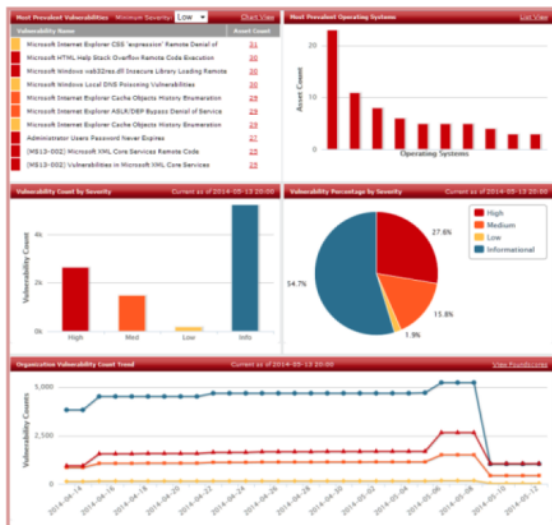 Most Prevalent Vulnerabilities Minimum Severity: Low Chart View
Vulnerability Name Asset Count
Microsoft Internet Explorer CSS 'expression' Remote Denial of 31
Microsoft HTML Help Stack Overflow Remote Code Execution 30
Microsoft Windows wab32res.dll Insecure Library Loading Remote 30
Microsoft Windows Local DNS Poisoning Vulnerabilities 30
Microsoft Internet Explorer Cache Objects History Enumeration 29
Microsoft Internet Explorer ASLR/DEP Bypass Denial of Service 29
Microsoft Internet Explorer Cache Objects History Enumeration 29
Administrator Users Password Never Expires 27
(MS13-002) Microsoft XML Core Services Remote Code 25
(MS13-002) Vulnerabilities in Microsoft XML Core Services 25
Most Prevalent Operating Systems List View
Asset Count
20
10
0
Operating Systems
Vulnerability Count by Severity Current as of 2014-05-13 20:00
Vulnerability Count
4k
2k
0k
High Med Low Info
Vulnerability Percentage by Severity Current as of 2014-05-13 20:00
27.6%
15.8%
1.9%
54.7%
High
Medium
Low
Informational
Organization Vulnerability Count Trend Current as of 2014-05-13 20:00 View Foundscores
Vulnerability Count
5,000
2,500
0
2014-04-14 2014-04-16 2014-04-18 2014-04-20 2014-04-22 2014-04-24 2014-04-26 2014-04-28 2014-04-30 2014-05-02 2014-05-04 2014-05-06 2014-05-08 2014-05-10 2014-05-12